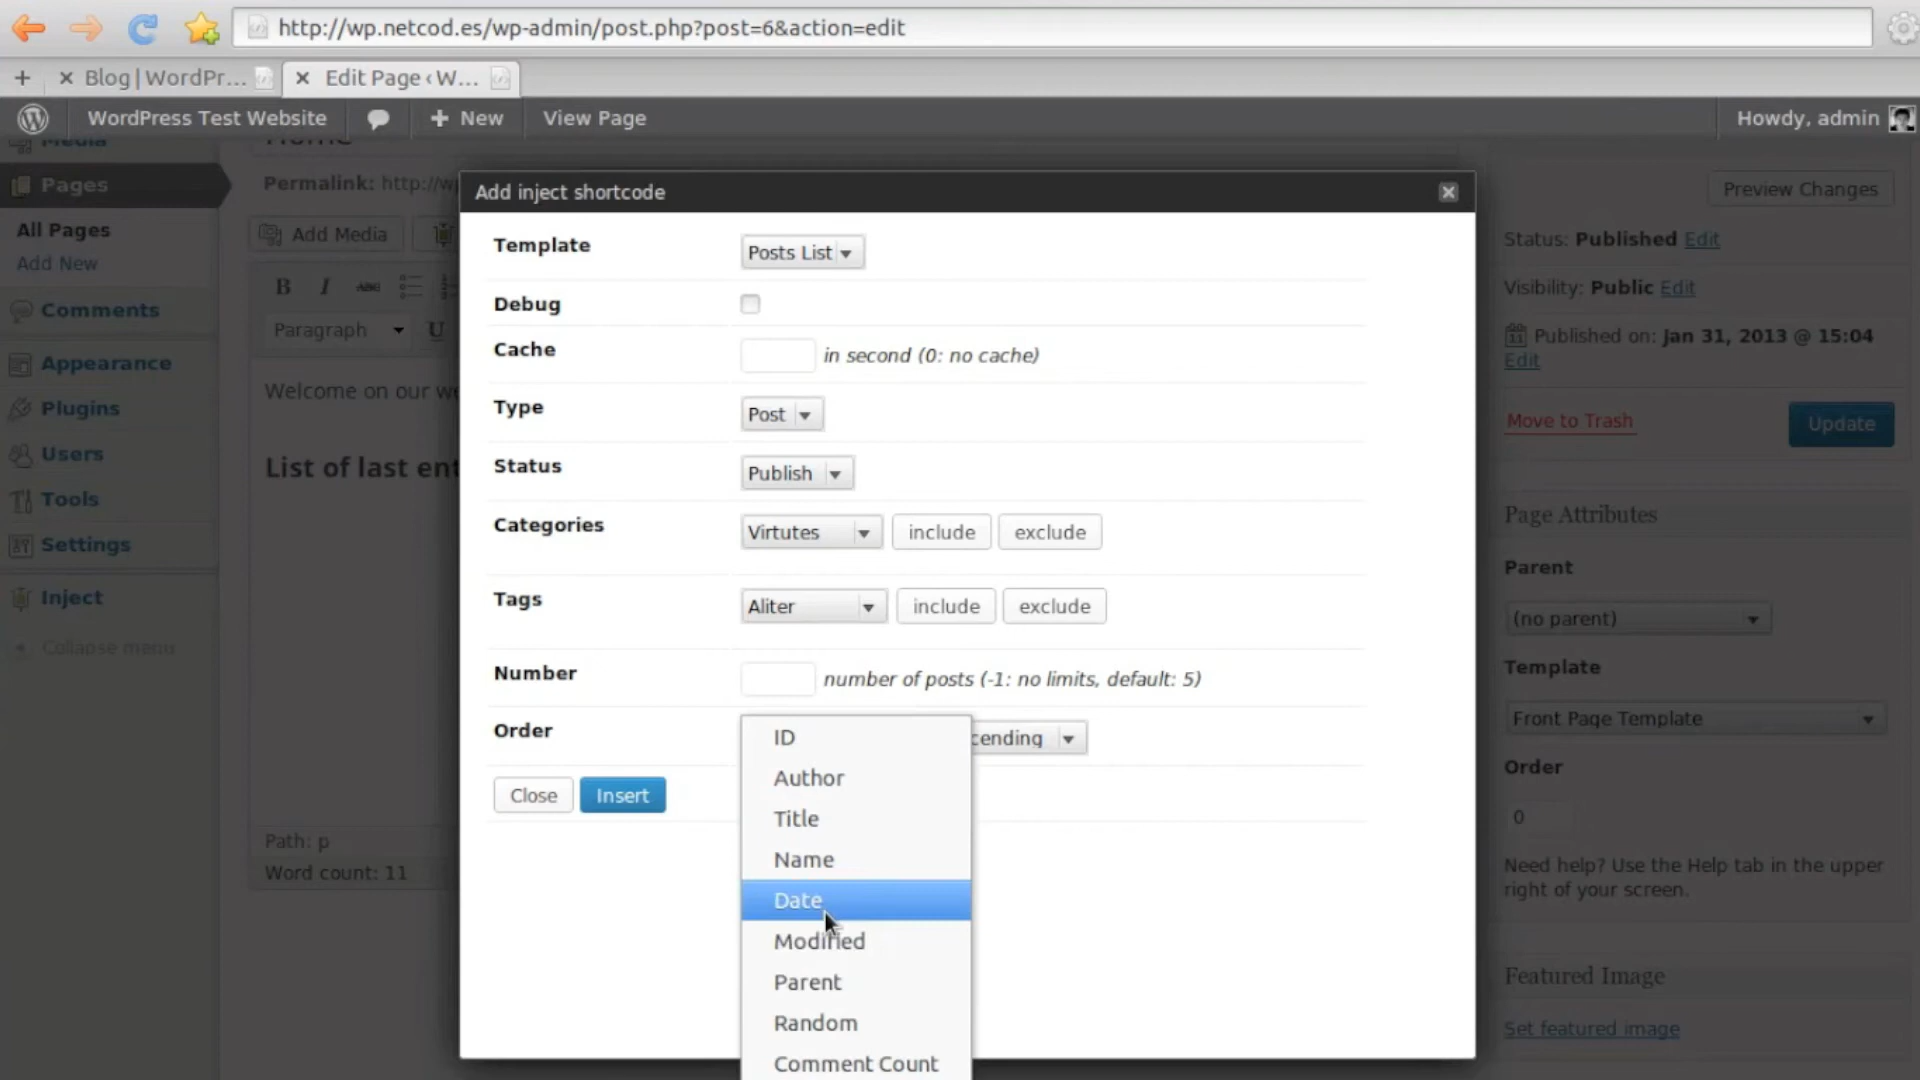 http://wp.netcod.es/wp-admin/post.php?post=6&action=edit
+ × Blog | WordPr... × Edit Page ‹ W...
WordPress Test Website + New View Page Howdy, admin
Media
Home
Pages
Permalink: http://w
All Pages
Add New
Comments
Appearance
Plugins
Users
Tools
Settings
Inject
Collapse menu
Add Media
B I ABC
Paragraph U
Welcome on our we
List of last ent
Path: p
Word count: 11
Add inject shortcode
Template Posts List
Debug
Cache in second (0: no cache)
Type Post
Status Publish
Categories Virtutes include exclude
Tags Aliter include exclude
Number number of posts (-1: no limits, default: 5)
Order cending
Close Insert
ID
Author
Title
Name
Date
Modified
Parent
Random
Comment Count
Preview Changes
Status: Published Edit
Visibility: Public Edit
Published on: Jan 31, 2013 @ 15:04
Edit
Move to Trash Update
Page Attributes
Parent
(no parent)
Template
Front Page Template
Order
0
Need help? Use the Help tab in the upper
right of your screen.
Featured Image
Set featured image